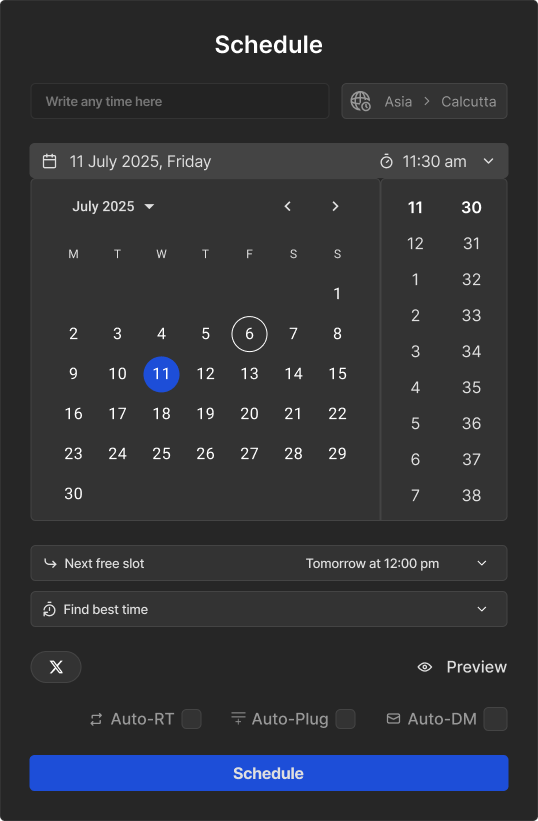 Schedule
Write any time here
Asia > Calcutta
11 July 2025, Friday 11:30 am
July 2025 < >
M T W T F S S
1
2 3 4 5 6 7 8
9 10 11 12 13 14 15
16 17 18 19 20 21 22
23 24 25 26 27 28 29
30
11 30
12 31
1 32
2 33
3 34
4 35
5 36
6 37
7 38
Next free slot Tomorrow at 12:00 pm
Find best time
X Preview
Auto-RT Auto-Plug Auto-DM
Schedule